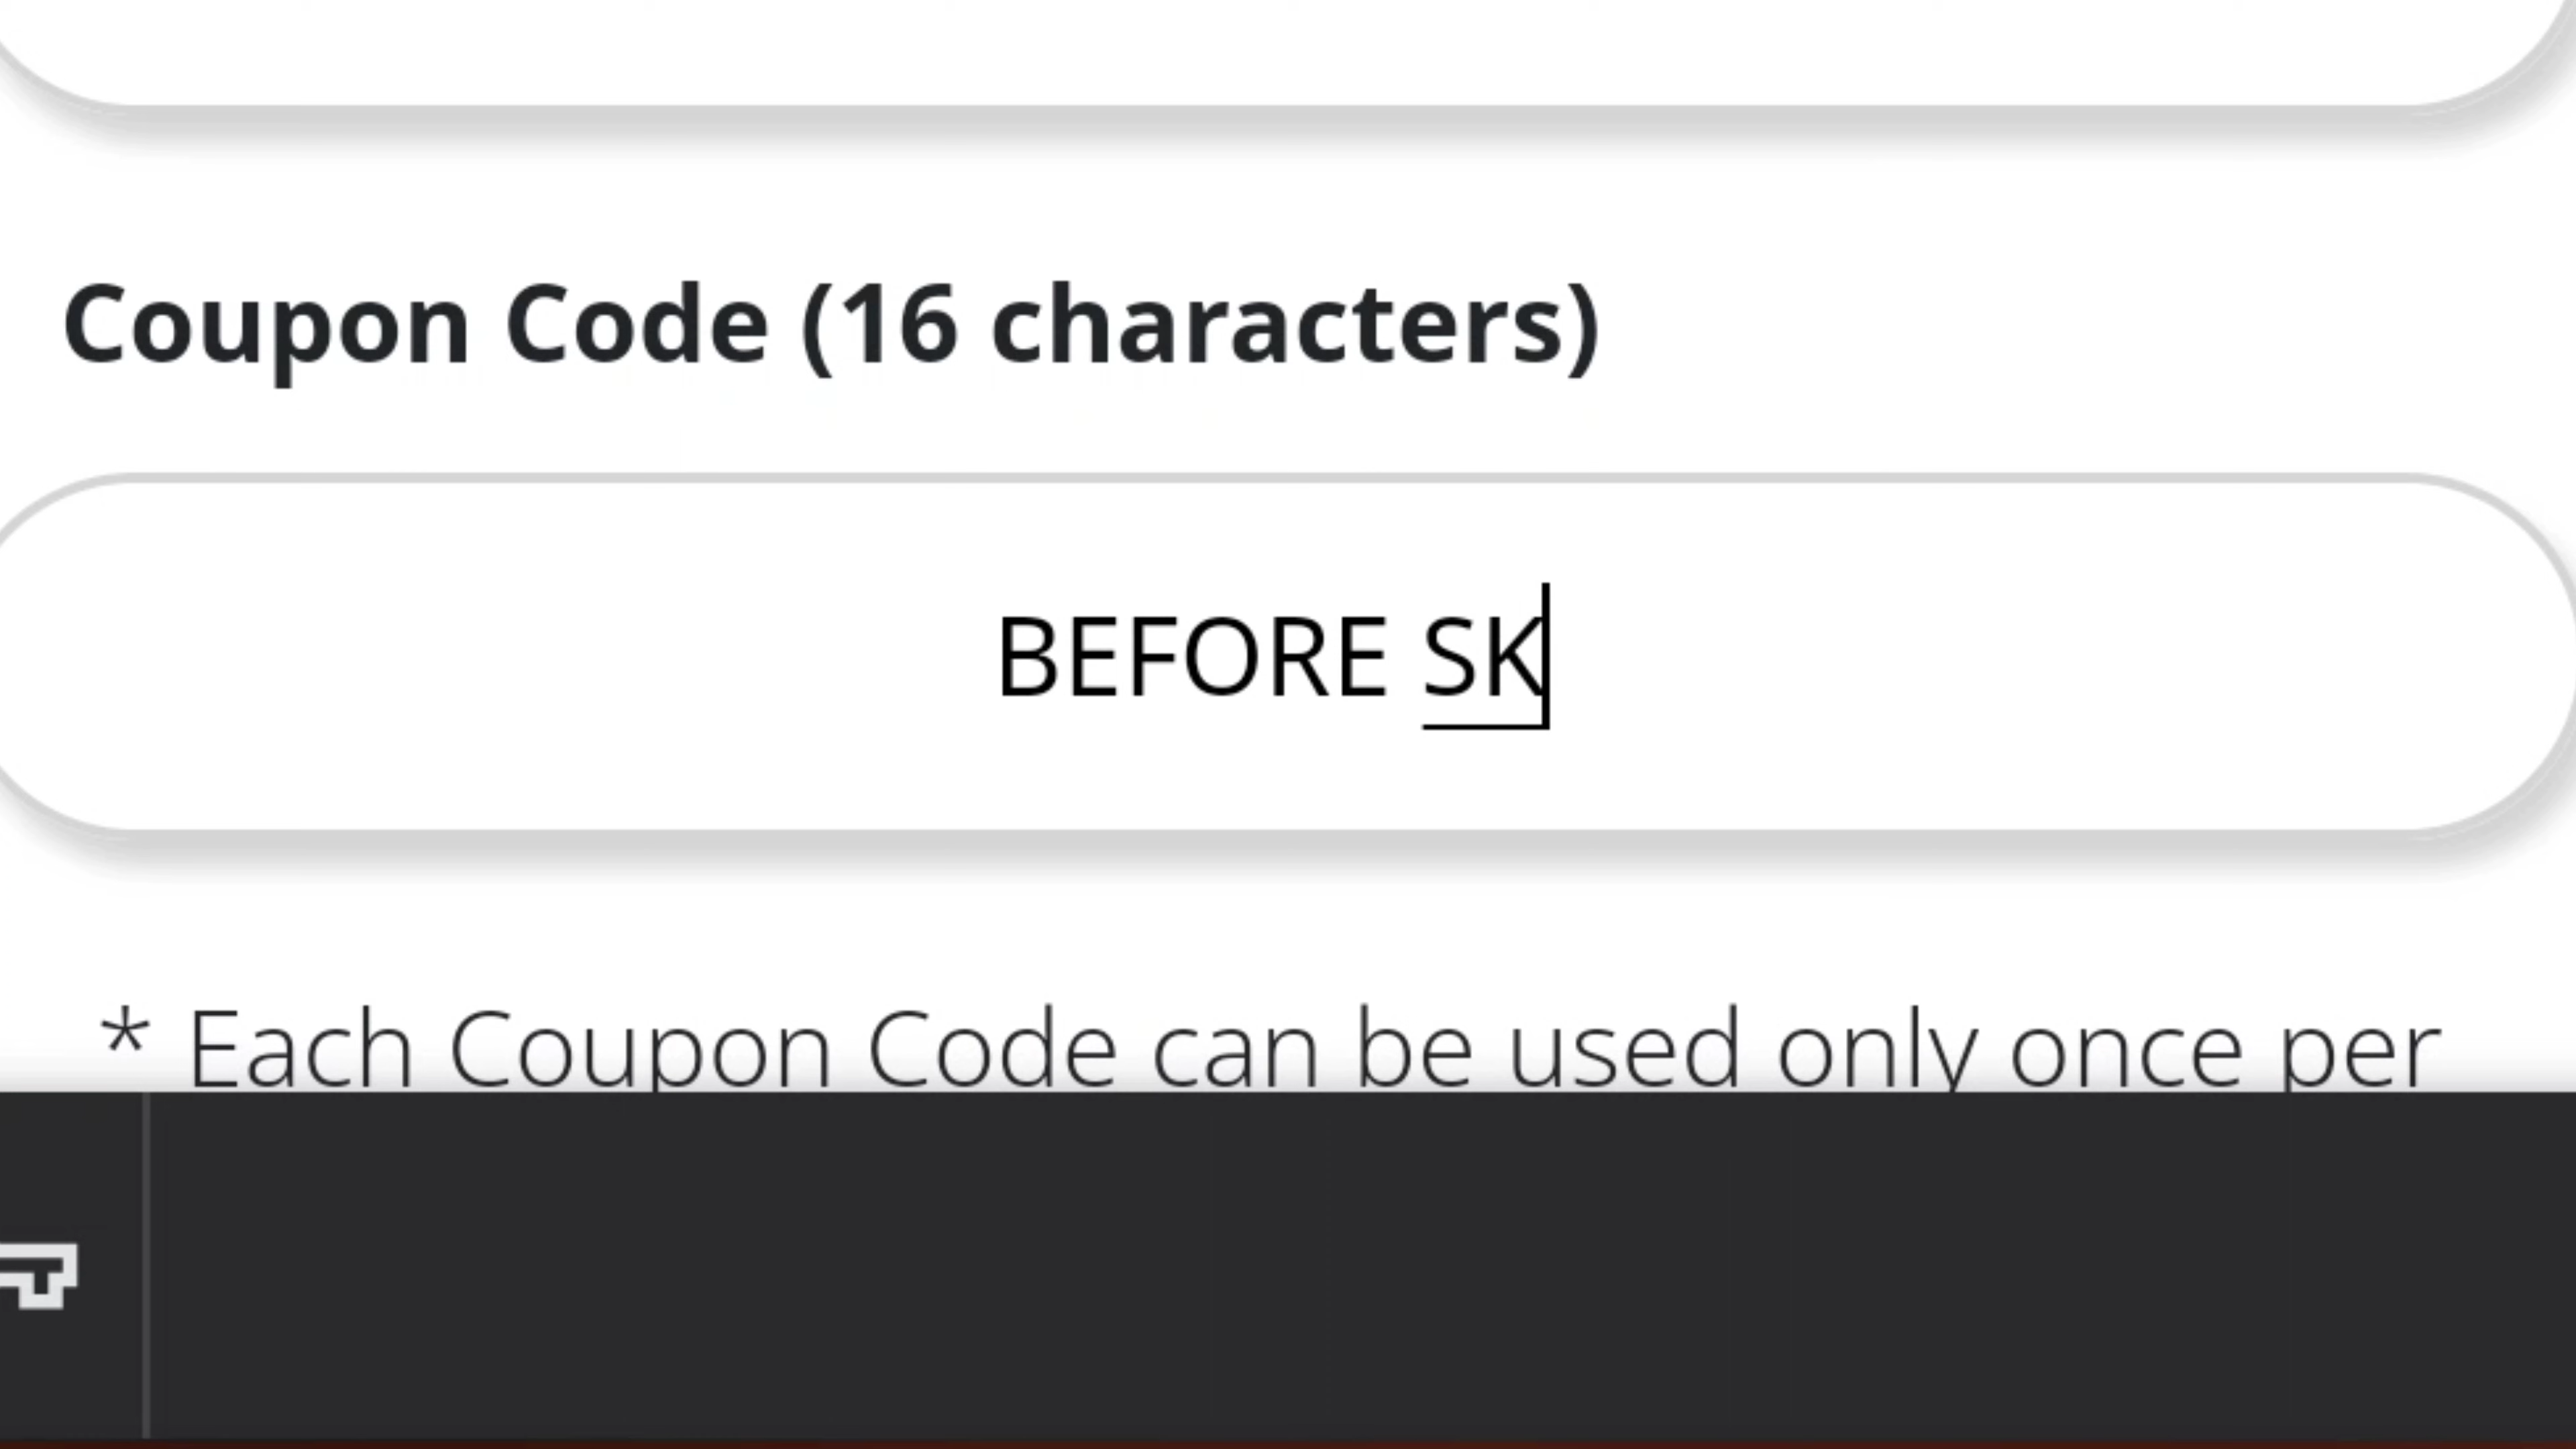 Coupon Code (16 characters)
BEFORE SK
* Each Coupon Code can be used only once per